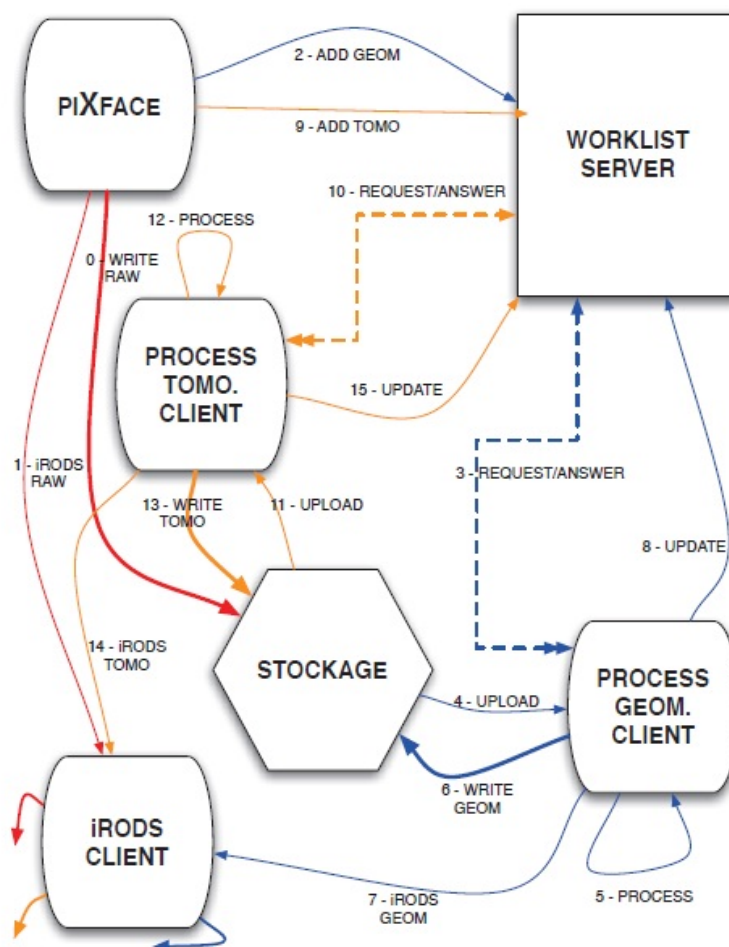 2 - ADD GEOM
PIXFACE
9 - ADD TOMO
WORKLIST
SERVER
10 - REQUEST/ANSWER
12 - PROCESS
0 - WRITE
RAW
PROCESS
TOMO.
CLIENT
15 - UPDATE
1 - iRODS
RAW
3 - REQUEST/ANSWER
13 - WRITE
TOMO
11 - UPLOAD
8 - UPDATE
14 - iRODS
TOMO
STOCKAGE
PROCESS
GEOM.
CLIENT
4 - UPLOAD
6 - WRITE
GEOM
iRODS
CLIENT
7 - iRODS
GEOM
5 - PROCESS